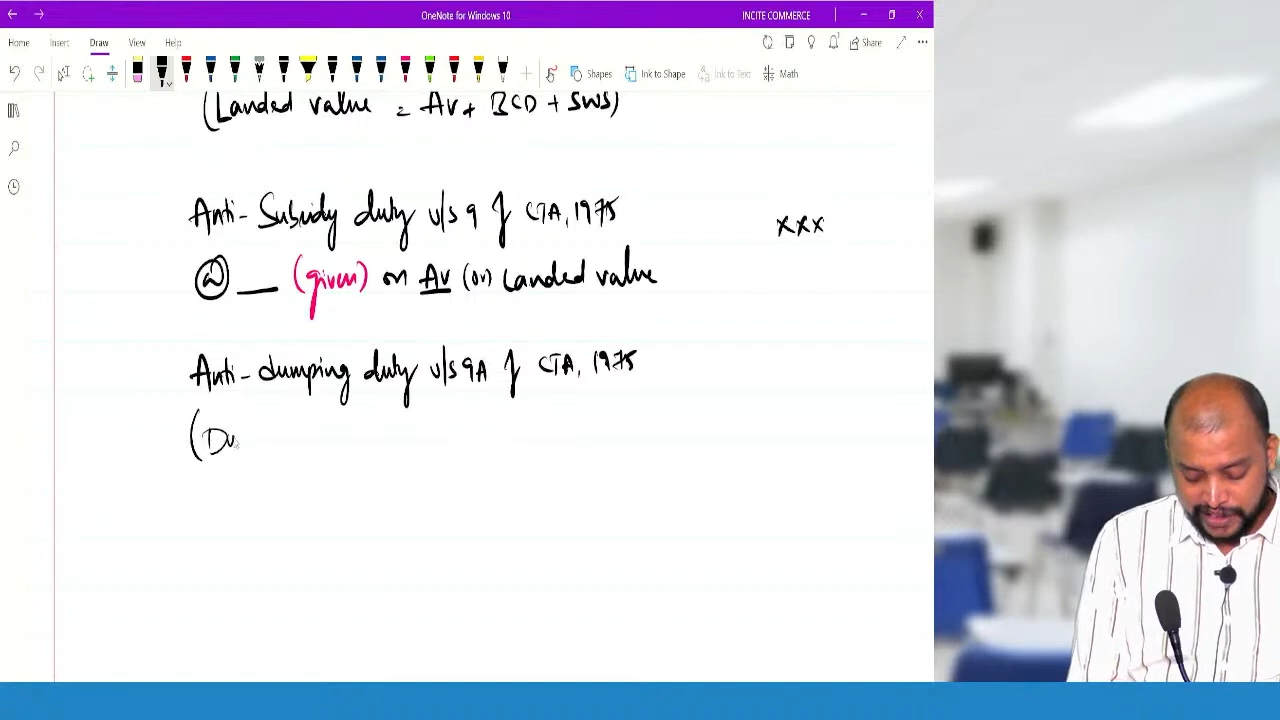 OneNote for Windows 10
INCITE COMMERCE
Home Insert Draw View Help
Share
Shapes Ink to Shape Ink to Text Math
(Landed value = AV + BCD + SWS)
Anti-Subsidy duty u/s 9 of CTA, 1975 xxx
@ __ (given) on AV (or) Landed value
Anti-dumping duty u/s 9A of CTA, 1975
(Du